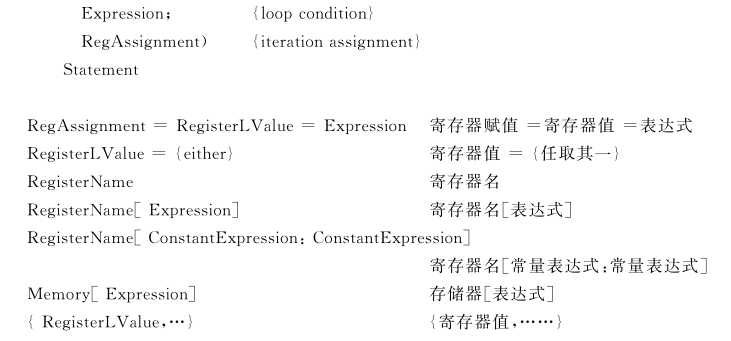 Expression; {loop condition}
RegAssignment) {iteration assignment}
Statement
RegAssignment = RegisterLValue = Expression 寄存器赋值 =寄存器值 =表达式
RegisterLValue = {either} 寄存器值 = {任取其一}
RegisterName 寄存器名
RegisterName[ Expression] 寄存器名[表达式]
RegisterName[ ConstantExpression: ConstantExpression]
寄存器名[常量表达式:常量表达式]
Memory[ Expression] 存储器[表达式]
{ RegisterLValue,…} {寄存器值,……}